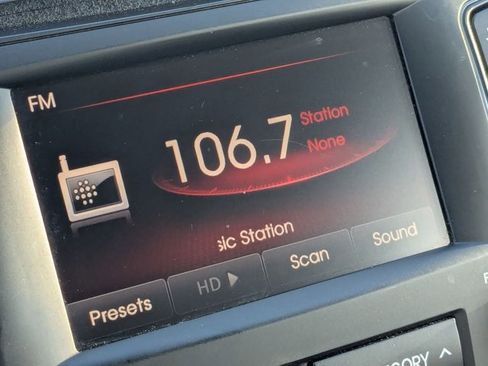 FM
106.7
Station
None
sic Station
Presets
HD
Scan
Sound